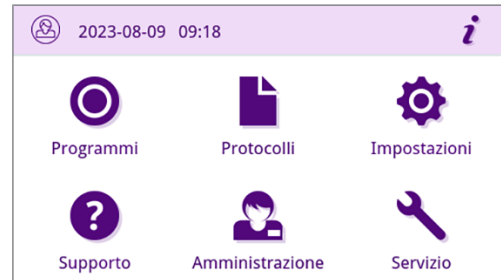 2023-08-09 09:18 i
Programmi Protocolli Impostazioni
?
Supporto Amministrazione Servizio